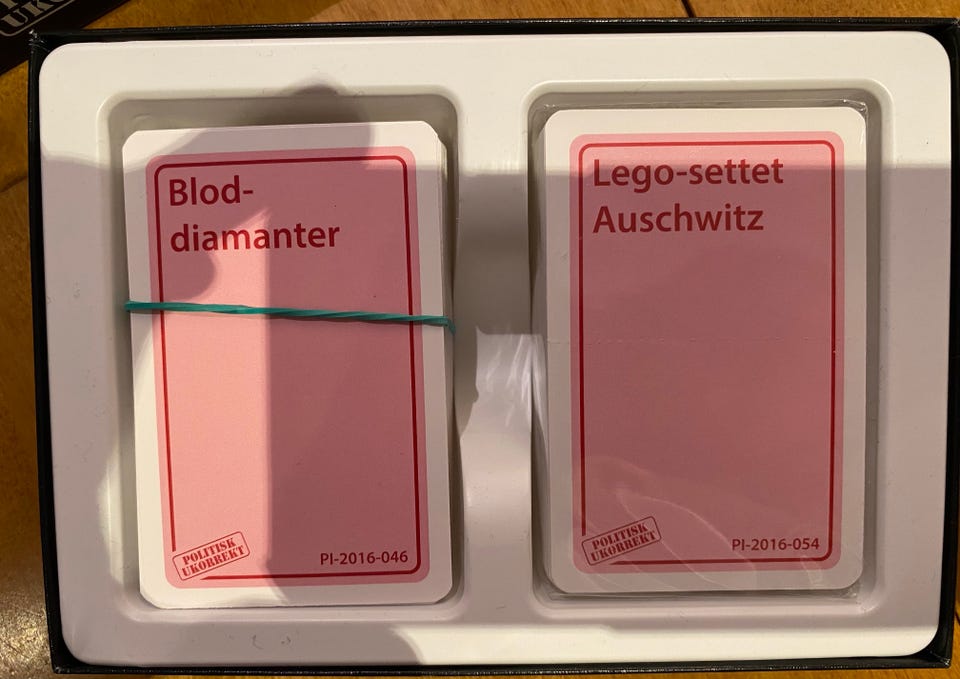 Blod-
diamanter
POLITISK
UKORREKT
PI-2016-046
Lego-settet
Auschwitz
POLITISK
UKORREKT
PI-2016-054